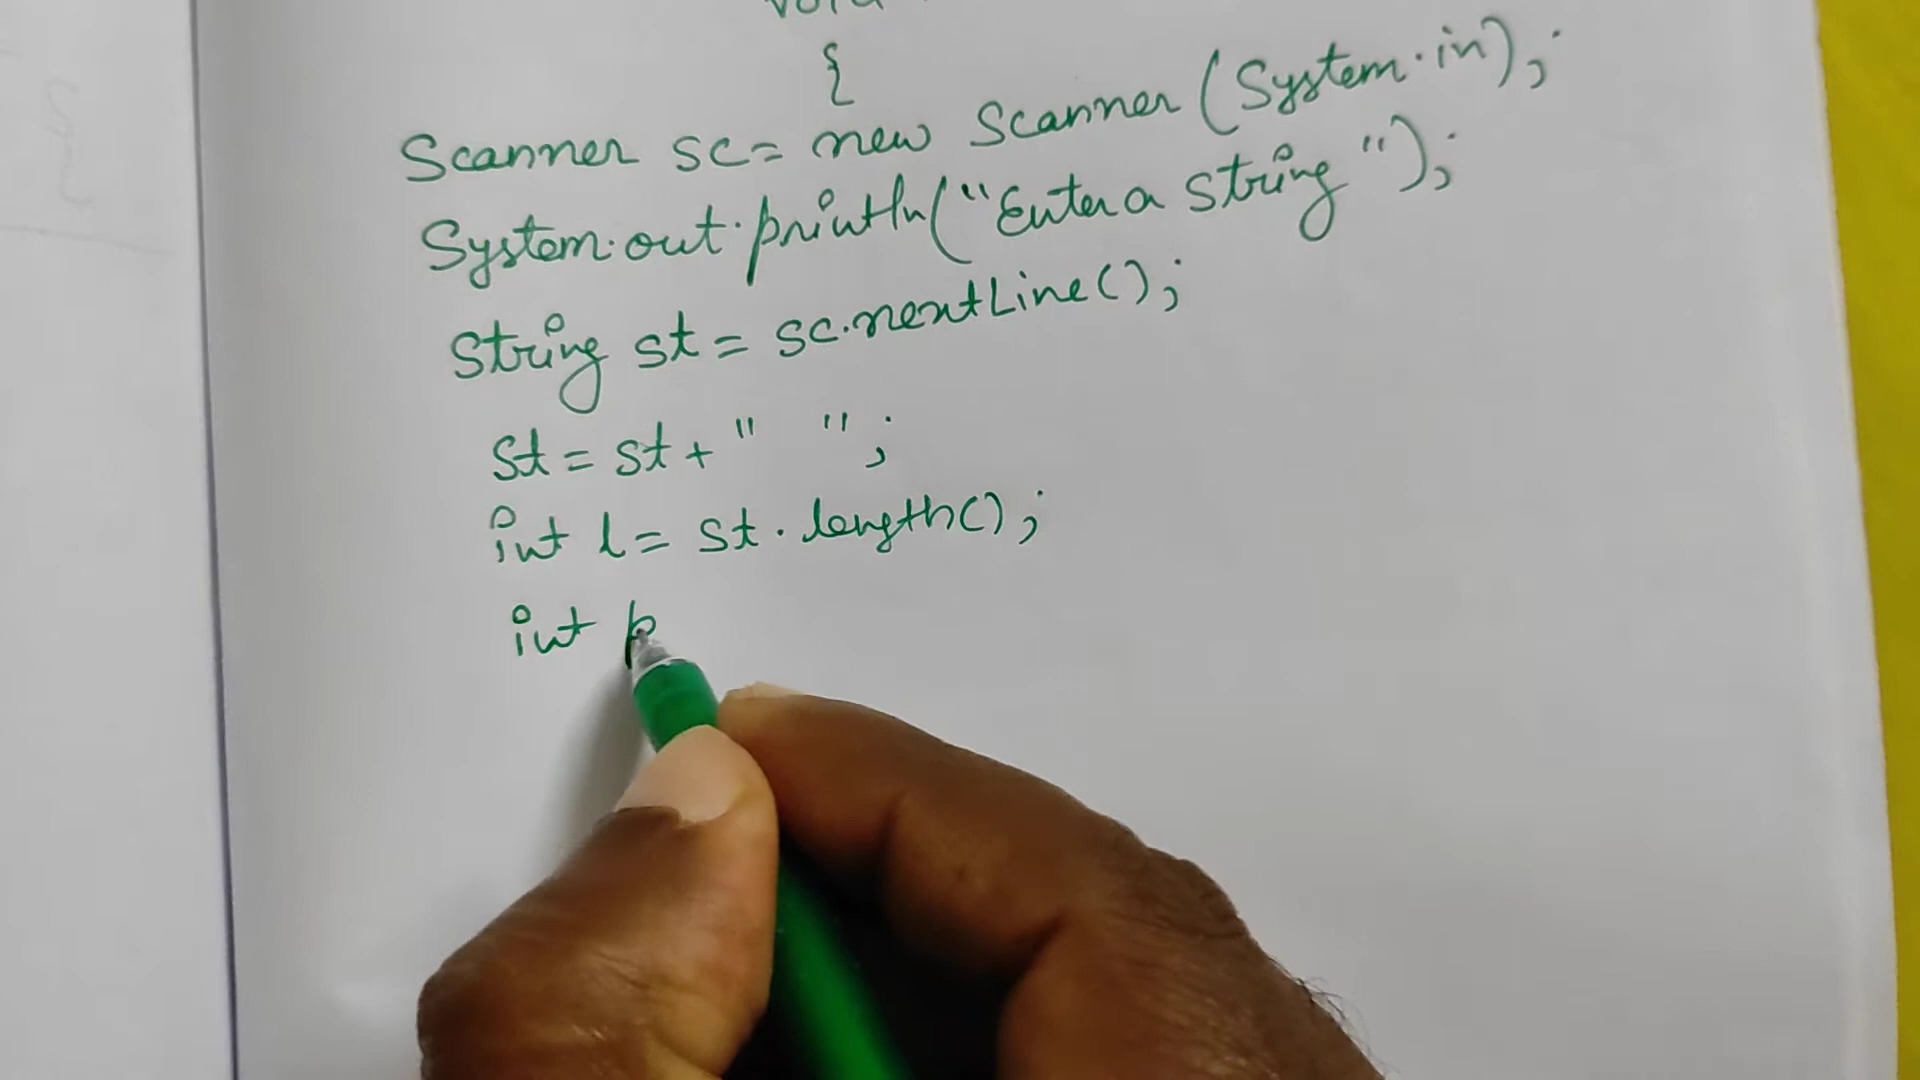 void
{
Scanner sc= new Scanner (System.in);
System.out.println("Enter a string");
String st = sc.nextLine();
st = st + " ";
int l= st.length();
int p